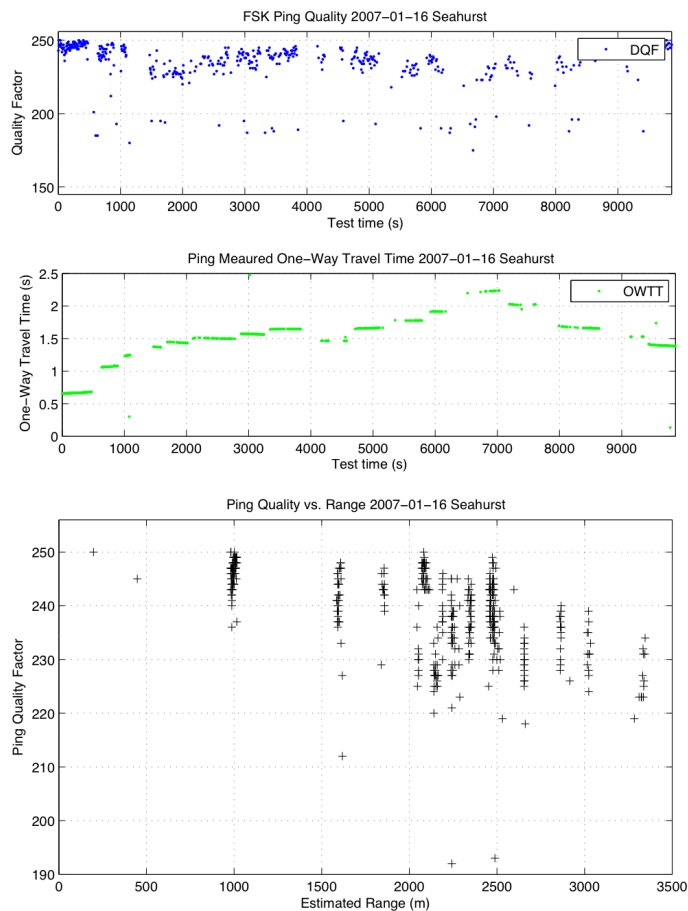 FSK Ping Quality 2007−01−16 Seahurst
250
200
150
Quality Factor
DQF
0 1000 2000 3000 4000 5000 6000 7000 8000 9000
Test time (s)
Ping Meaured One−Way Travel Time 2007−01−16 Seahurst
2.5
2
1.5
1
0.5
0
One−Way Travel Time (s)
OWTT
0 1000 2000 3000 4000 5000 6000 7000 8000 9000
Test time (s)
Ping Quality vs. Range 2007−01−16 Seahurst
250
240
230
220
210
200
190
Ping Quality Factor
0 500 1000 1500 2000 2500 3000 3500
Estimated Range (m)